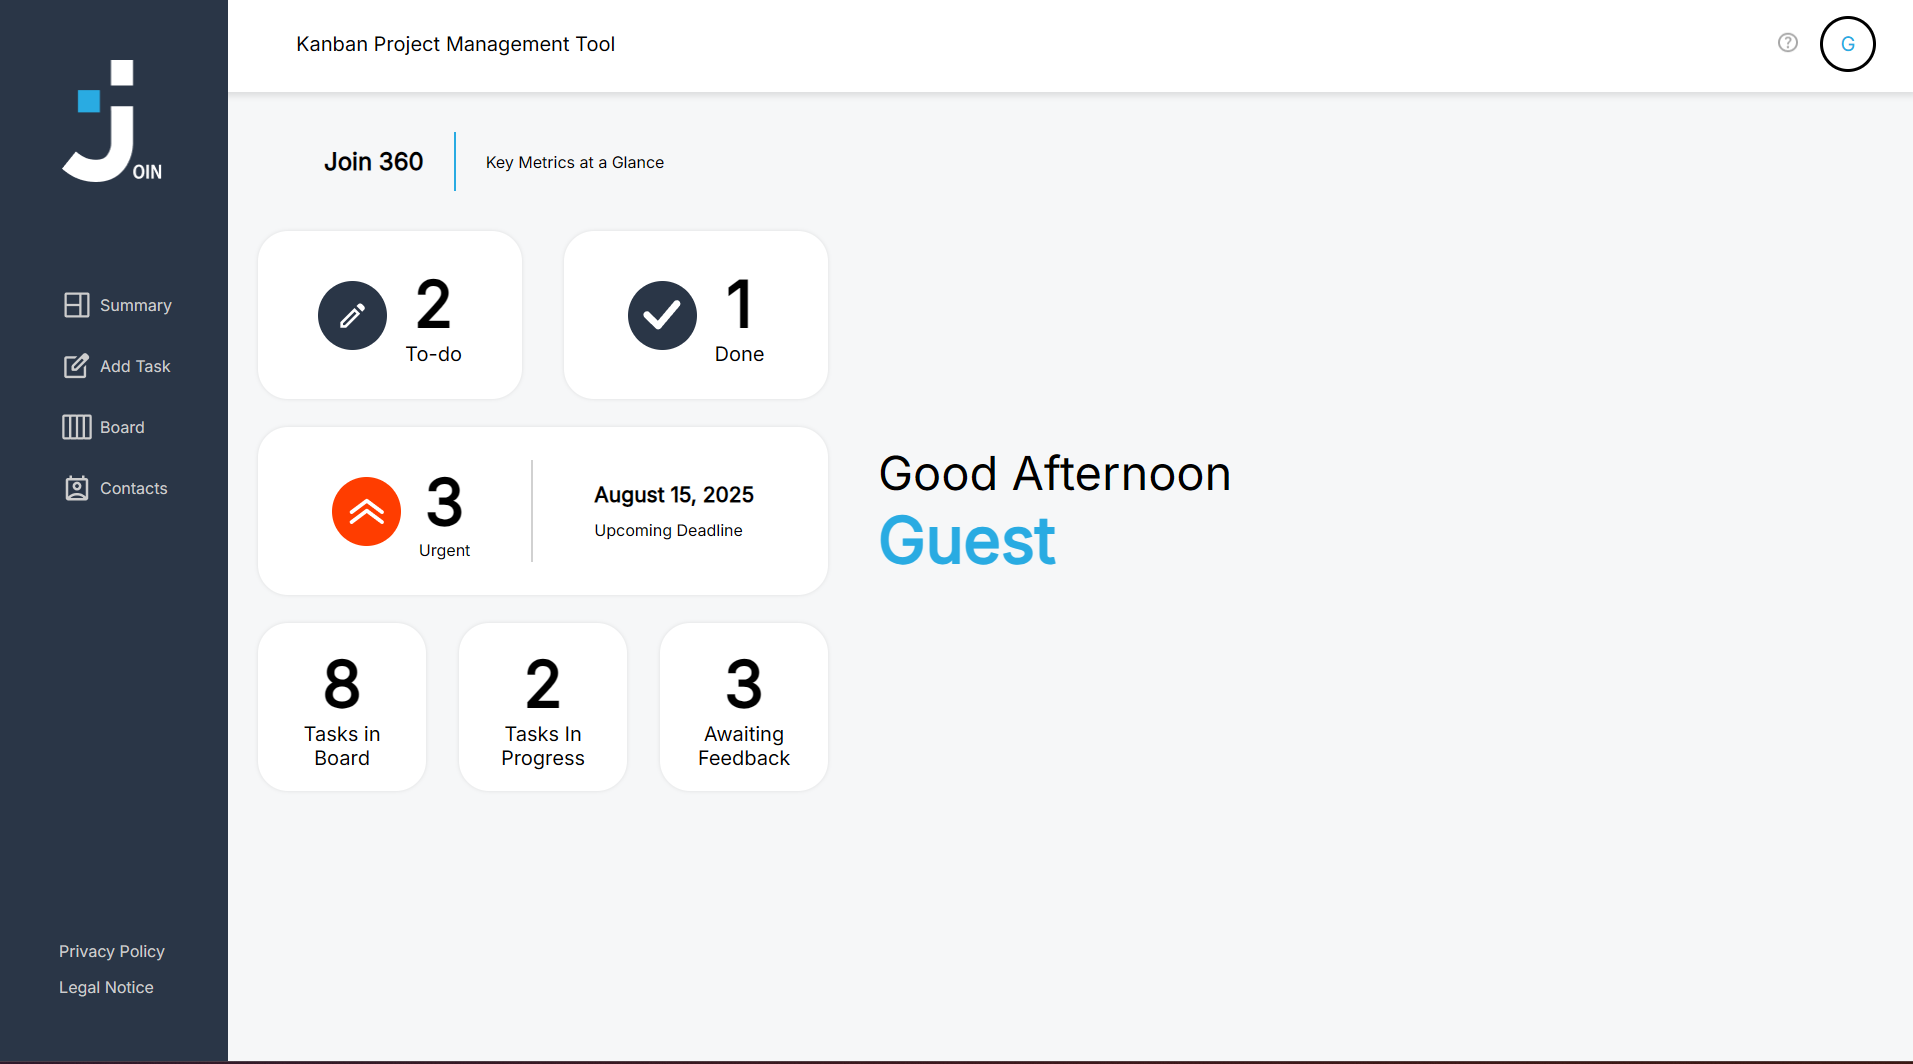 Kanban Project Management Tool
G
JOIN
Summary
Add Task
Board
Contacts
Privacy Policy
Legal Notice
Join 360
Key Metrics at a Glance
2
To-do
1
Done
3
Urgent
August 15, 2025
Upcoming Deadline
8
Tasks in
Board
2
Tasks In
Progress
3
Awaiting
Feedback
Good Afternoon
Guest